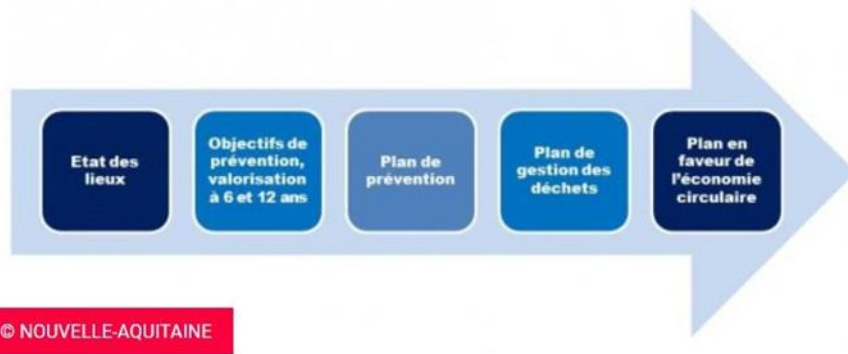 Etat des
lieux
Objectifs de
prévention,
valorisation
à 6 et 12 ans
Plan de
prévention
Plan de
gestion des
déchets
Plan en
faveur de
l'économie
circulaire
© NOUVELLE-AQUITAINE